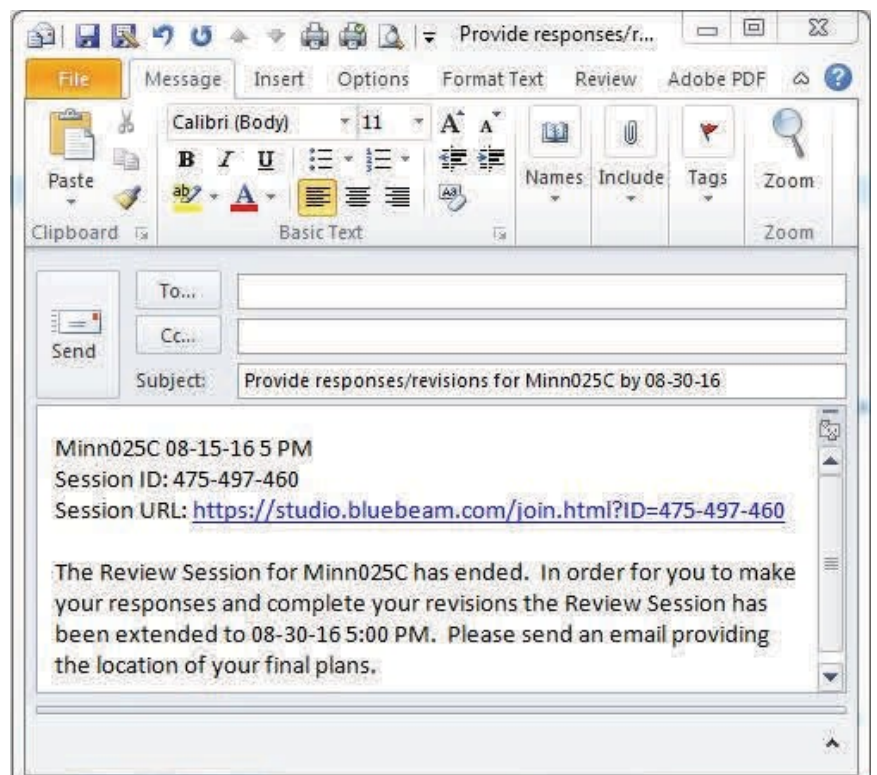 Provide responses/r...
File Message Insert Options Format Text Review Adobe PDF
Calibri (Body) 11 A A
B I U
Paste
ab A Aa
Names Include Tags Zoom
Clipboard Basic Text Zoom
To...
Cc...
Send
Subject: Provide responses/revisions for Minn025C by 08-30-16
Minn025C 08-15-16 5 PM
Session ID: 475-497-460
Session URL: https://studio.bluebeam.com/join.html?ID=475-497-460
The Review Session for Minn025C has ended. In order for you to make
your responses and complete your revisions the Review Session has
been extended to 08-30-16 5:00 PM. Please send an email providing
the location of your final plans.